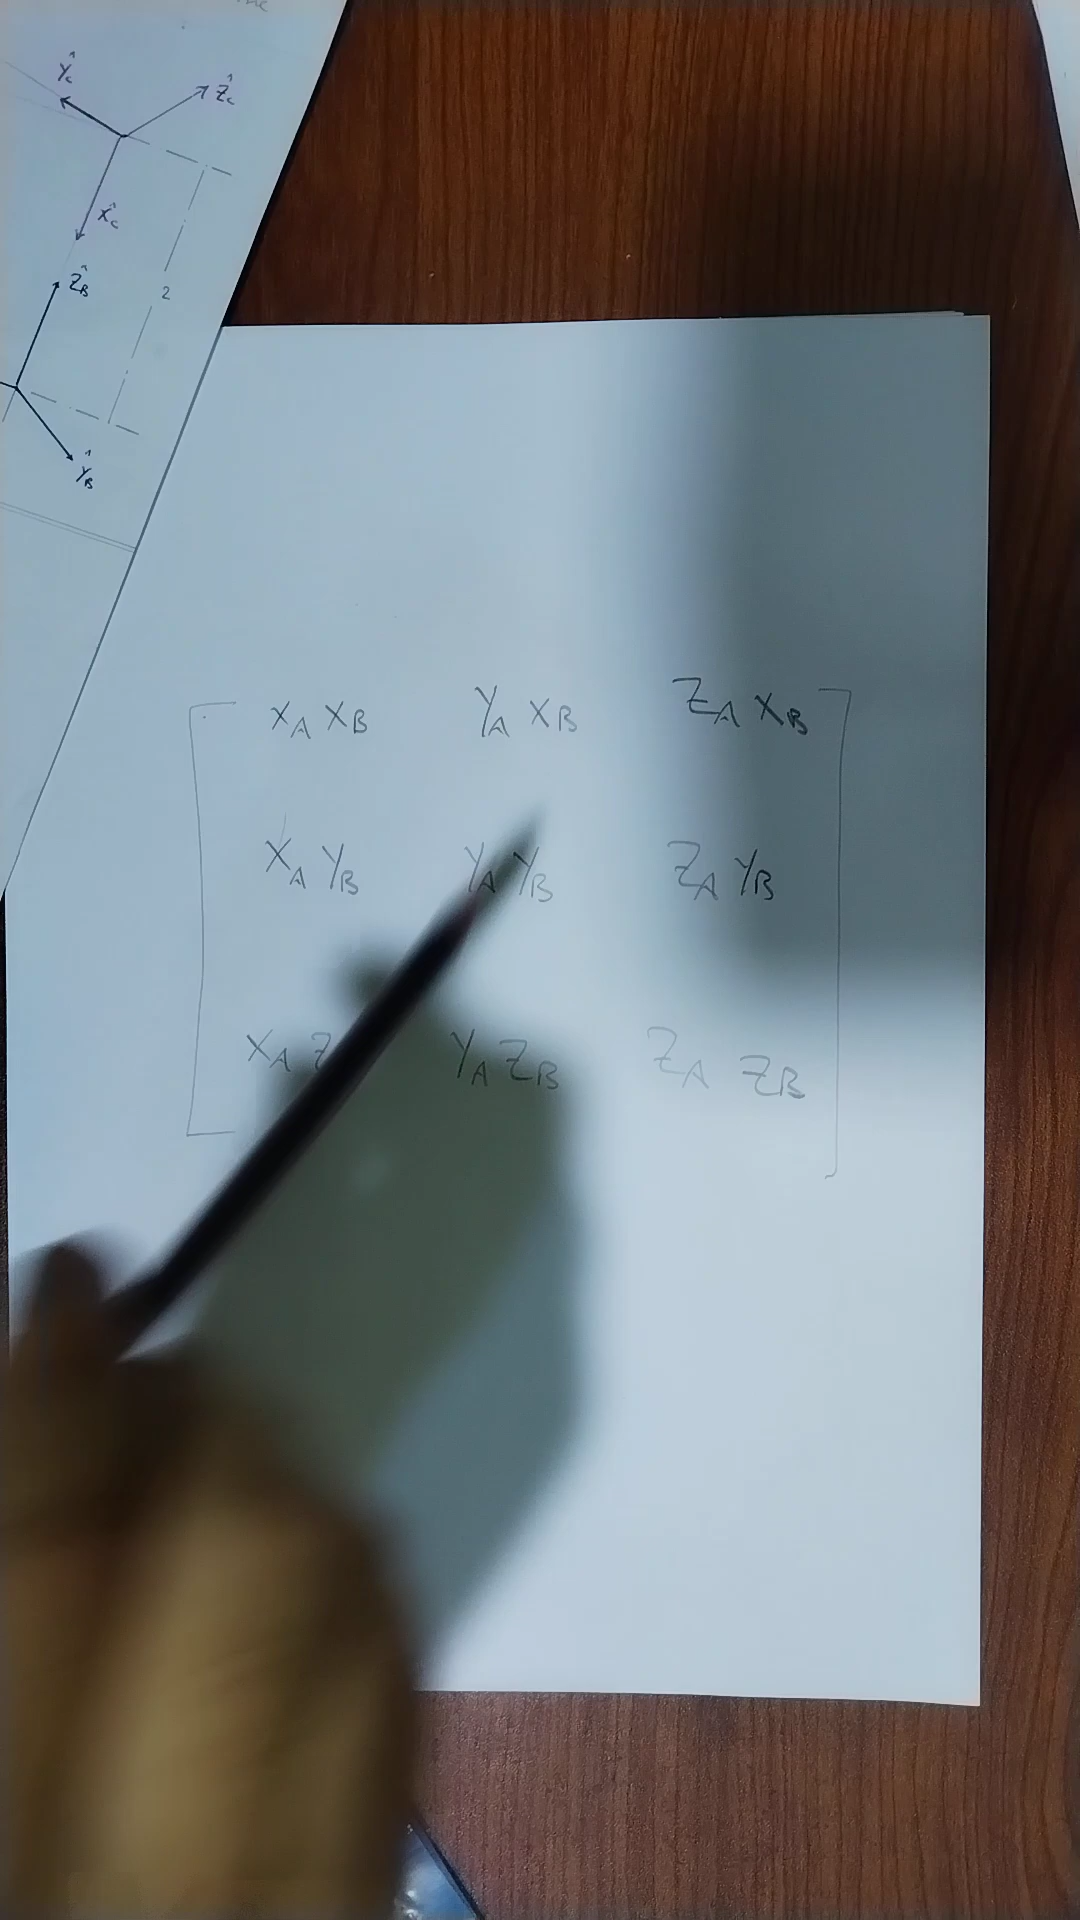 Ŷc
Ẑc
X̂c
ẐB
2
ŶB
XA XB YA XB ZA XB
XA YB YA YB ZA YB
XA Z YA ZB ZA ZB